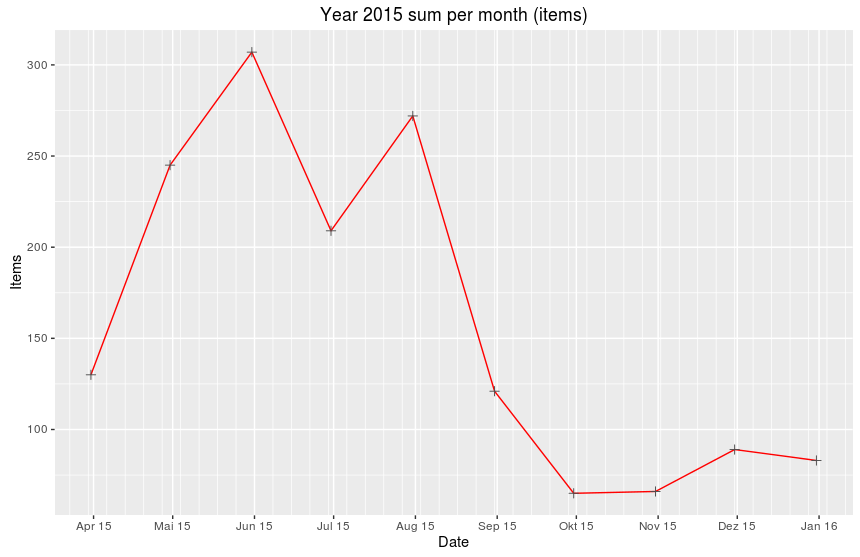 Year 2015 sum per month (items)
300
250
200
150
100
Items
Apr 15 Mai 15 Jun 15 Jul 15 Aug 15 Sep 15 Okt 15 Nov 15 Dez 15 Jan 16
Date